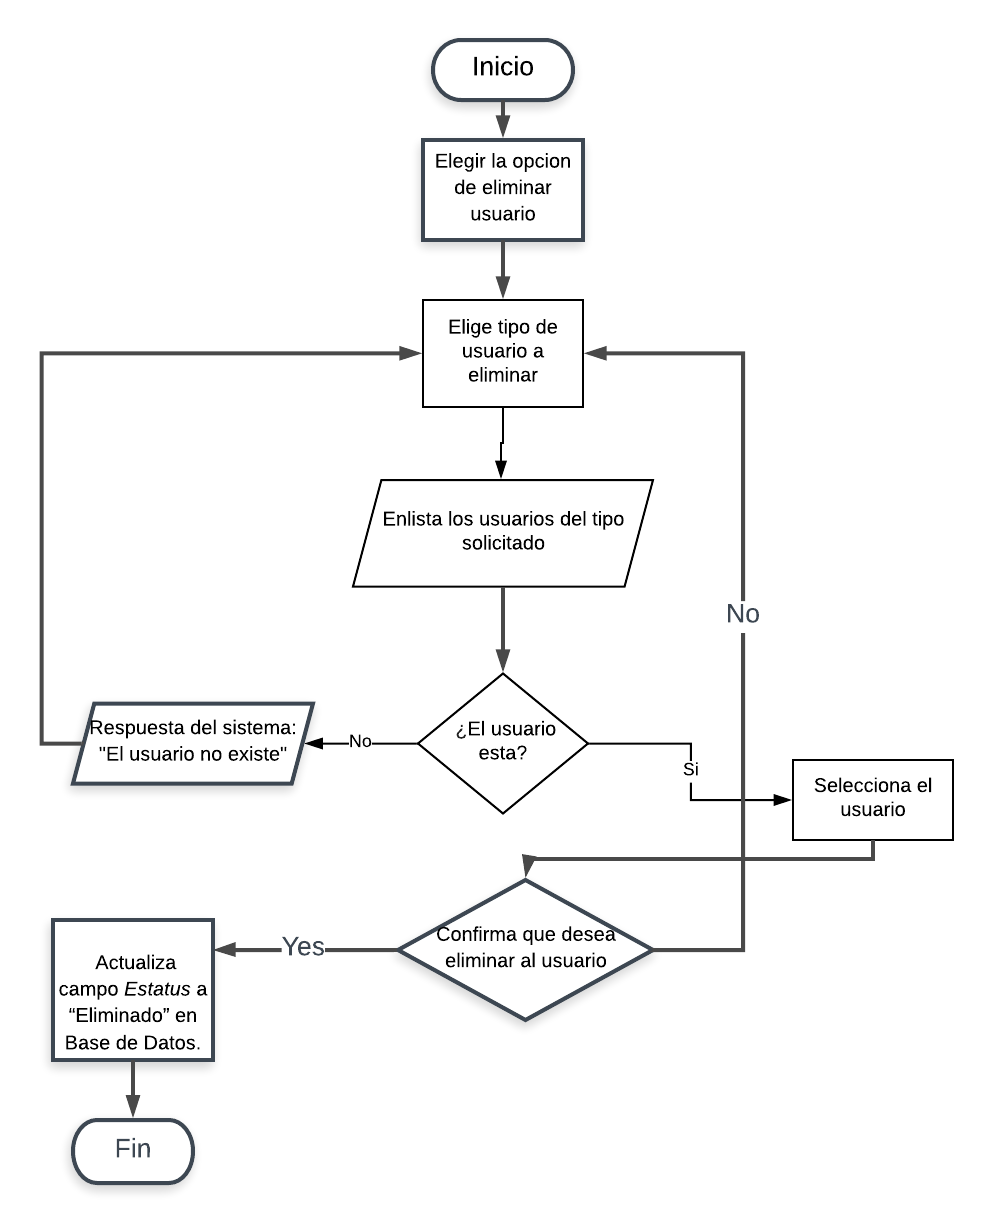 Inicio
Elegir la opcion
de eliminar
usuario
Elige tipo de
usuario a
eliminar
Enlista los usuarios del tipo
solicitado
No
¿El usuario
esta?
No
Respuesta del sistema:
"El usuario no existe"
Si
Selecciona el
usuario
Confirma que desea
eliminar al usuario
Yes
Actualiza
campo Estatus a
“Eliminado” en
Base de Datos.
Fin